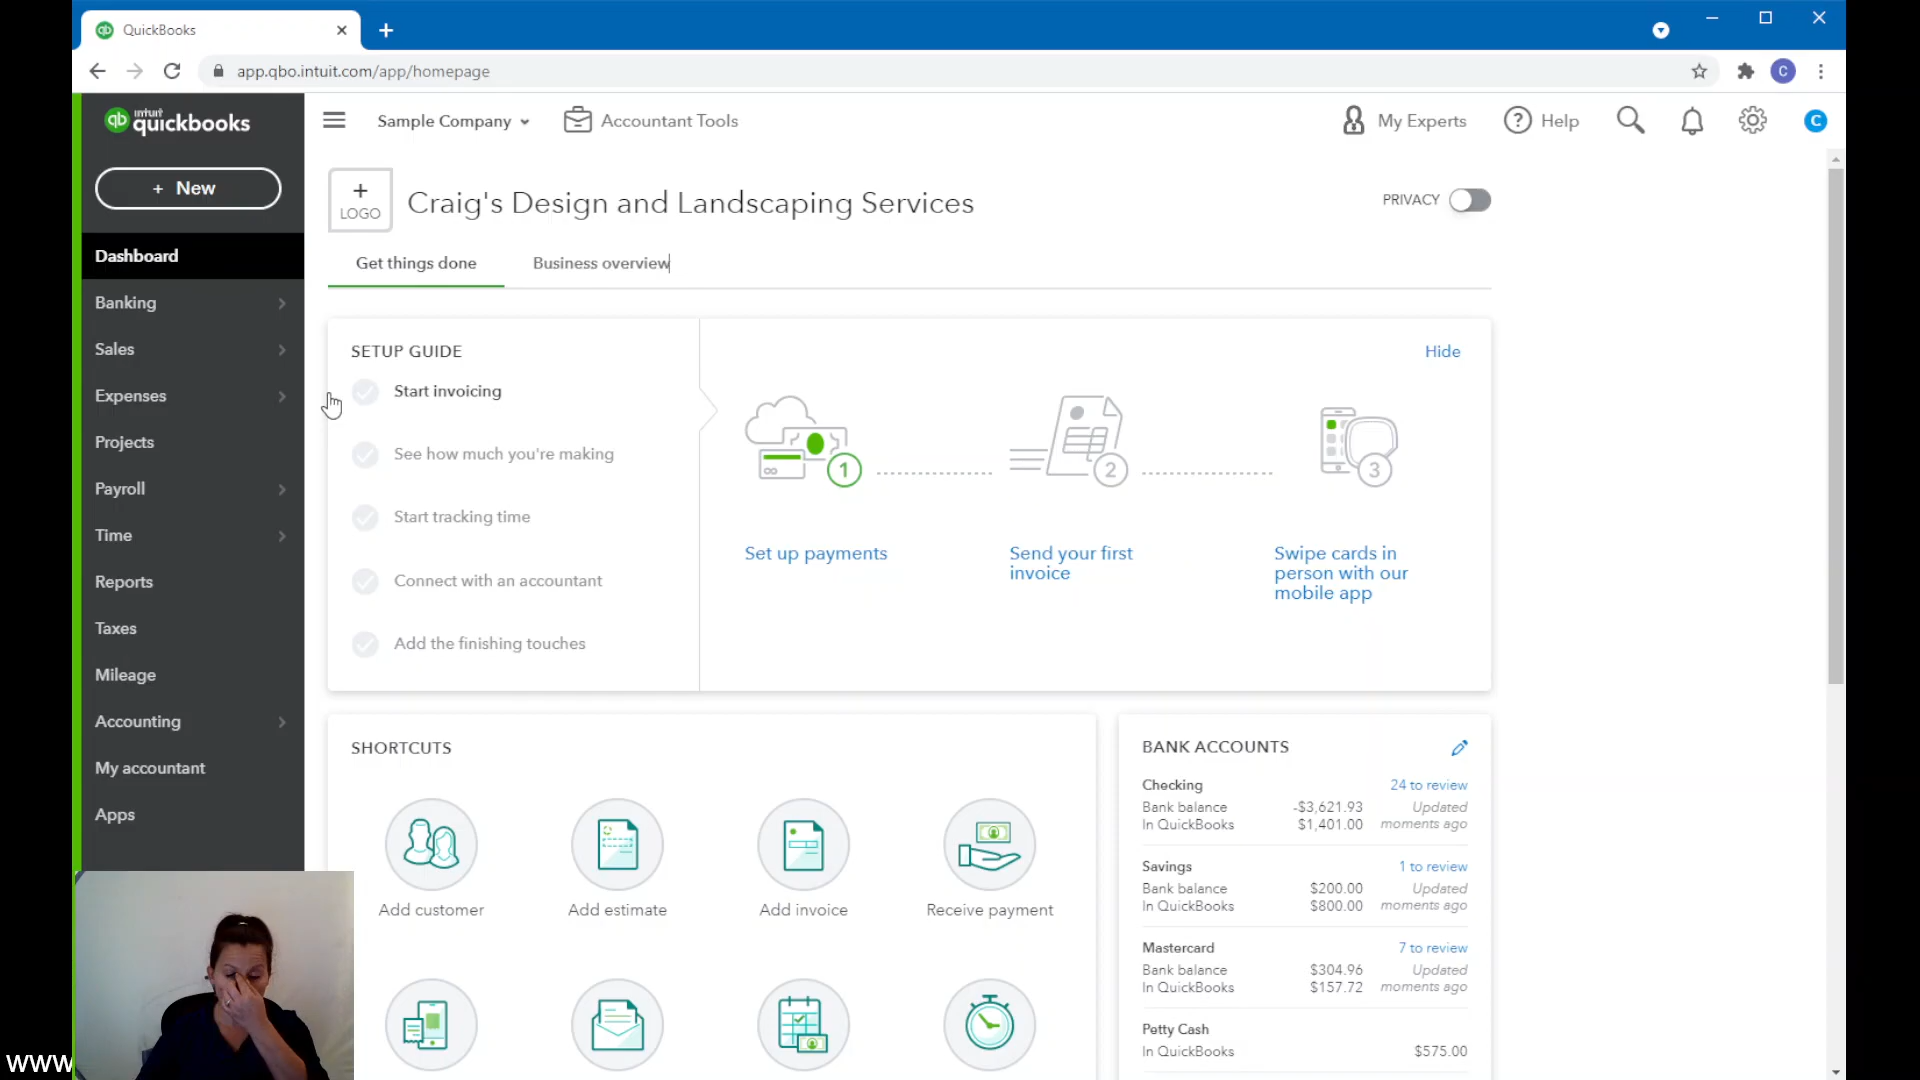 QuickBooks
app.qbo.intuit.com/app/homepage
C
intuit
quickbooks
Sample Company
Accountant Tools
My Experts
Help
C
+ New
Dashboard
Banking
Sales
Expenses
Projects
Payroll
Time
Reports
Taxes
Mileage
Accounting
My accountant
Apps
+
LOGO
Craig's Design and Landscaping Services
PRIVACY
Get things done
Business overview
SETUP GUIDE
Hide
Start invoicing
See how much you're making
Start tracking time
Connect with an accountant
Add the finishing touches
1
2
3
Set up payments
Send your first
invoice
Swipe cards in
person with our
mobile app
SHORTCUTS
Add customer
Add estimate
Add invoice
Receive payment
BANK ACCOUNTS
Checking 24 to review
Bank balance -$3,621.93 Updated
In QuickBooks $1,401.00 moments ago
Savings 1 to review
Bank balance $200.00 Updated
In QuickBooks $800.00 moments ago
Mastercard 7 to review
Bank balance $304.96 Updated
In QuickBooks $157.72 moments ago
Petty Cash
In QuickBooks $575.00
www